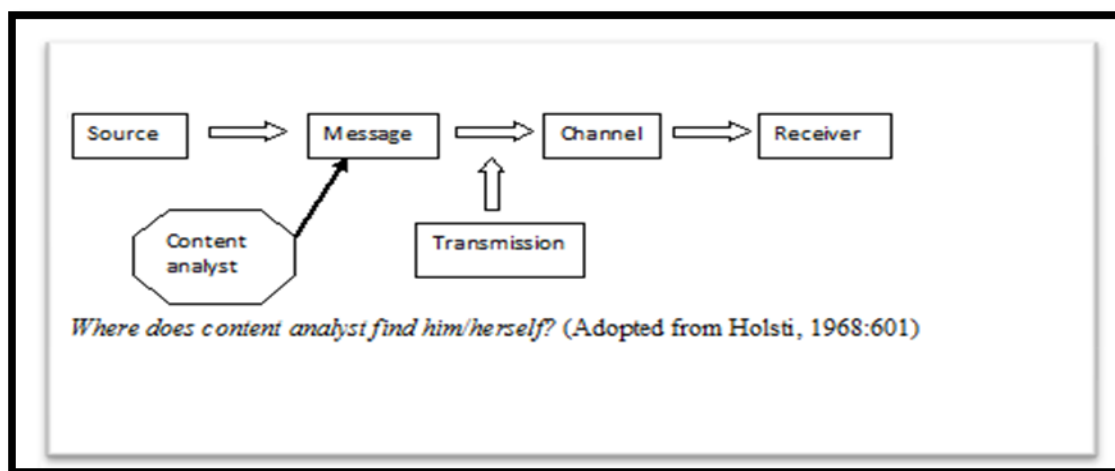 Source
Message
Channel
Receiver
Content
analyst
Transmission
Where does content analyst find him/herself? (Adopted from Holsti, 1968:601)